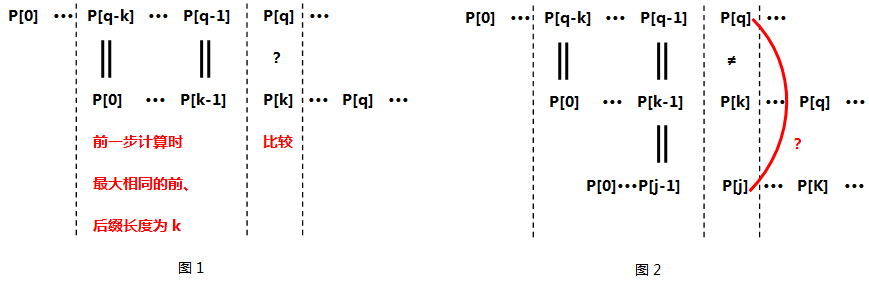 P[0] ••• P[q-k] ••• P[q-1] P[q] •••
?
P[0] ••• P[k-1] P[k] ••• P[q] •••
前一步计算时 比较
最大相同的前、
后缀长度为 k
图 1
P[0] ••• P[q-k] ••• P[q-1] P[q] •••
≠
P[0] ••• P[k-1] P[k] ••• P[q] •••
?
P[0]•••P[j-1] P[j] ••• P[K] •••
图 2